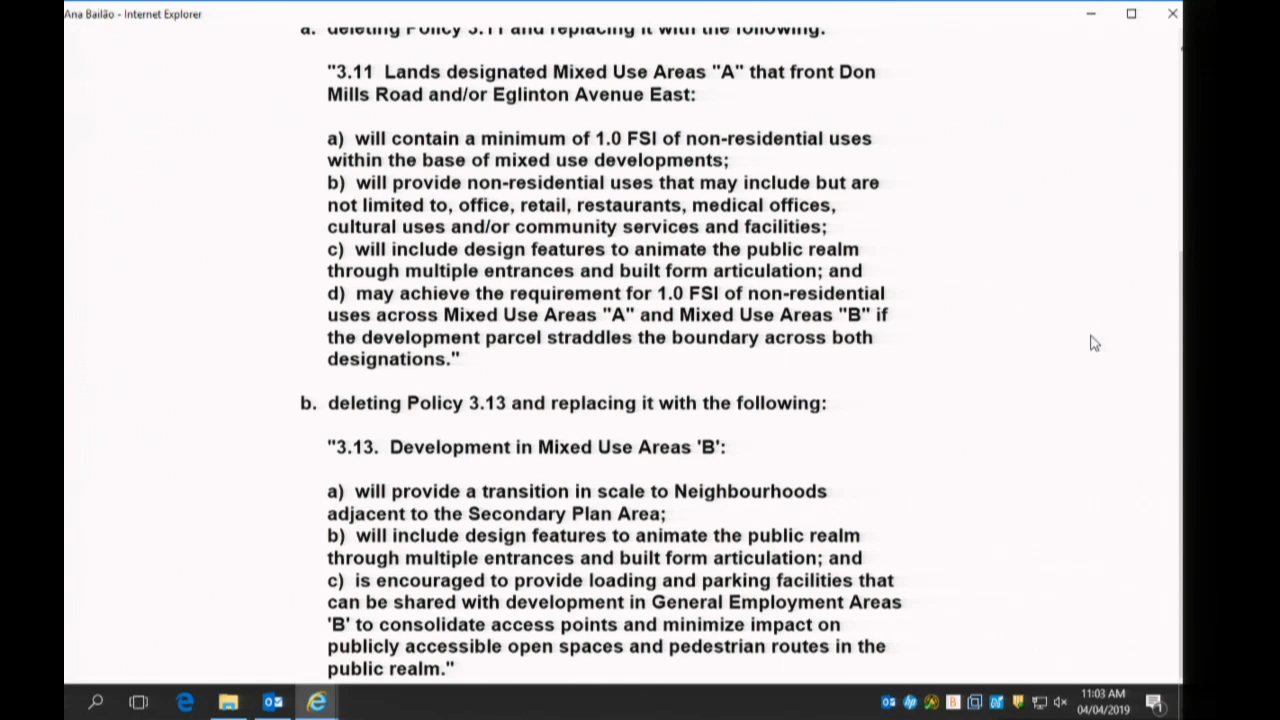 Ana Bailão - Internet Explorer
a. deleting Policy 3.11 and replacing it with the following:
"3.11 Lands designated Mixed Use Areas "A" that front Don
Mills Road and/or Eglinton Avenue East:
a) will contain a minimum of 1.0 FSI of non-residential uses
within the base of mixed use developments;
b) will provide non-residential uses that may include but are
not limited to, office, retail, restaurants, medical offices,
cultural uses and/or community services and facilities;
c) will include design features to animate the public realm
through multiple entrances and built form articulation; and
d) may achieve the requirement for 1.0 FSI of non-residential
uses across Mixed Use Areas "A" and Mixed Use Areas "B" if
the development parcel straddles the boundary across both
designations."
b. deleting Policy 3.13 and replacing it with the following:
"3.13. Development in Mixed Use Areas 'B':
a) will provide a transition in scale to Neighbourhoods
adjacent to the Secondary Plan Area;
b) will include design features to animate the public realm
through multiple entrances and built form articulation; and
c) is encouraged to provide loading and parking facilities that
can be shared with development in General Employment Areas
'B' to consolidate access points and minimize impact on
publicly accessible open spaces and pedestrian routes in the
public realm."
11:03 AM
04/04/2019